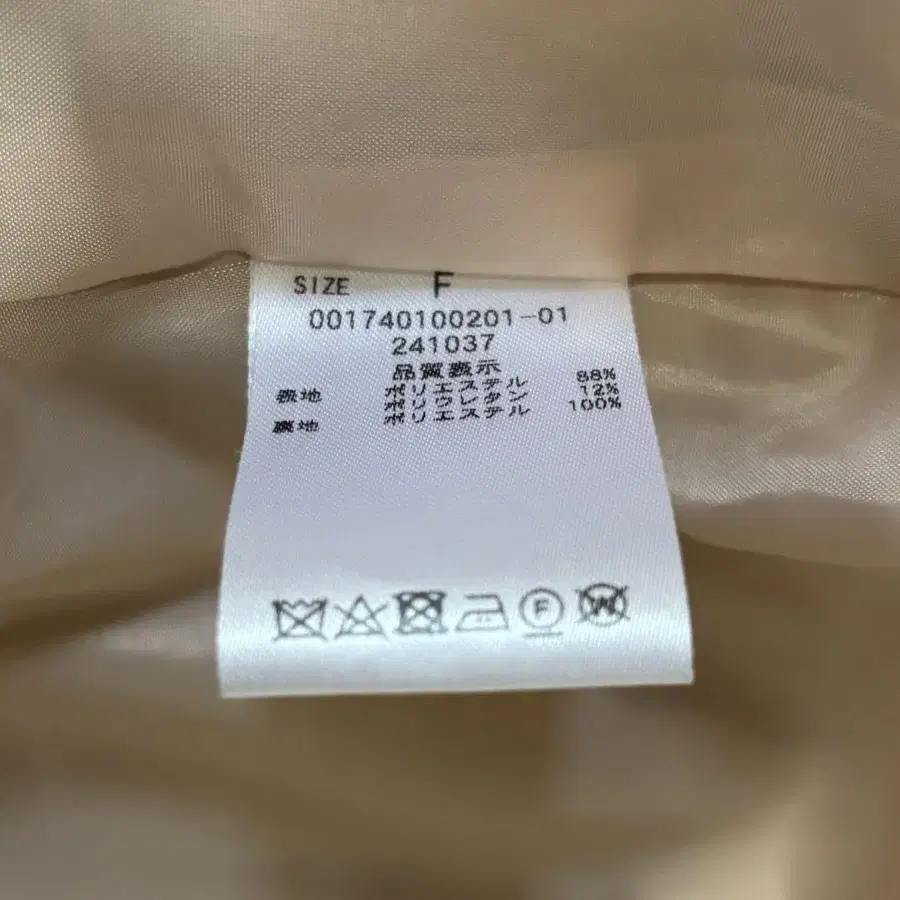 SIZE F
001740100201-01
241037
品質表示
表地 ポリエステル 88%
ポリウレタン 12%
裏地 ポリエステル 100%
F
W